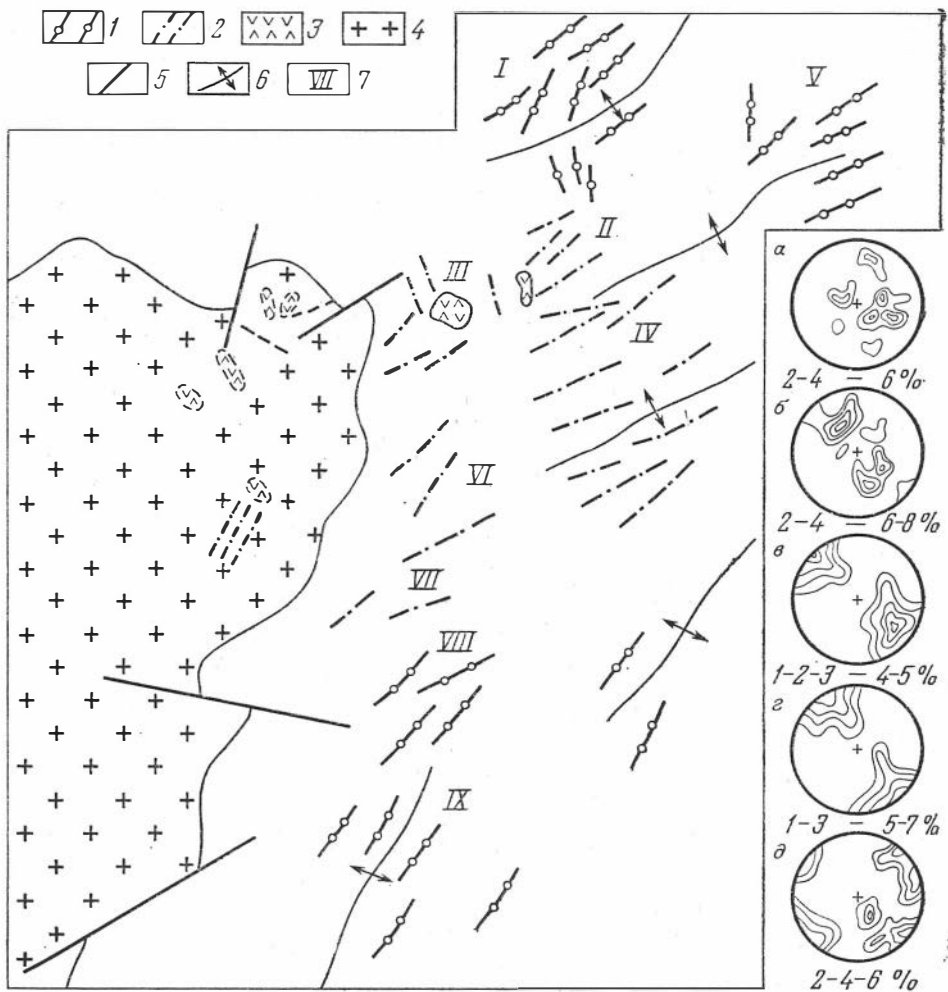 1 2 3 4
5 6 VIII 7
I
V
II
III
IV
VI
VII
VIII
IX
а
2-4 — 6%
б
2-4 — 6-8%
в
1-2-3 — 4-5%
г
1-3 — 5-7%
д
2-4-6 %